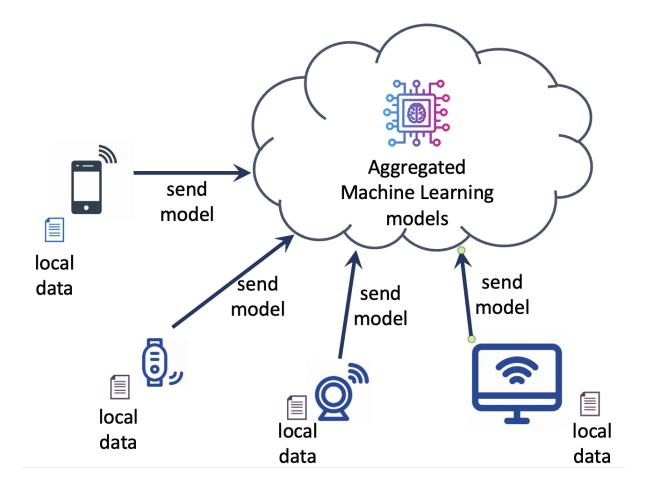 Aggregated
Machine Learning
models
send
model
local
data
send
model
send
model
send
model
local
data
local
data
local
data